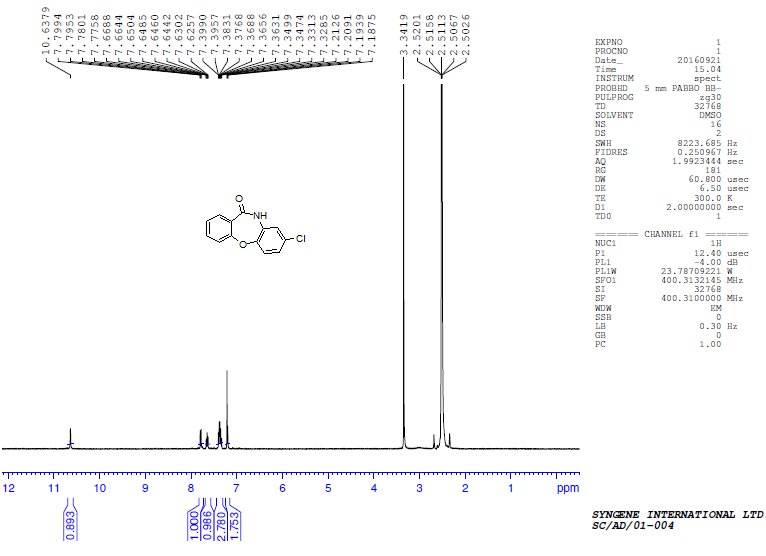 10.6379
7.7994
7.7953
7.7801
7.7758
7.6688
7.6644
7.6504
7.6485
7.6460
7.6442
7.6302
7.6257
7.3990
7.3957
7.3831
7.3768
7.3688
7.3656
7.3631
7.3499
7.3474
7.3313
7.3285
7.2126
7.2091
7.1939
7.1875
3.3419
2.5201
2.5158
2.5113
2.5067
2.5026
EXPNO 1
PROCNO 1
Date_ 20160921
Time 15.04
INSTRUM spect
PROBHD 5 mm PABBO BB-
PULPROG zg30
TD 32768
SOLVENT DMSO
NS 16
DS 2
SWH 8223.685 Hz
FIDRES 0.250967 Hz
AQ 1.9923444 sec
RG 181
DW 60.800 usec
DE 6.50 usec
TE 300.0 K
D1 2.00000000 sec
TD0 1
======== CHANNEL f1 ========
NUC1 1H
P1 12.40 usec
PL1 -4.00 dB
PL1W 23.78709221 W
SFO1 400.3132145 MHz
SI 32768
SF 400.3100000 MHz
WDW EM
SSB 0
LB 0.30 Hz
GB 0
PC 1.00
O
NH
Cl
O
12 11 10 9 8 7 6 5 4 3 2 1 ppm
0.893
1.000
0.986
2.780
1.753
SYNGENE INTERNATIONAL LTD
SC/AD/01-004